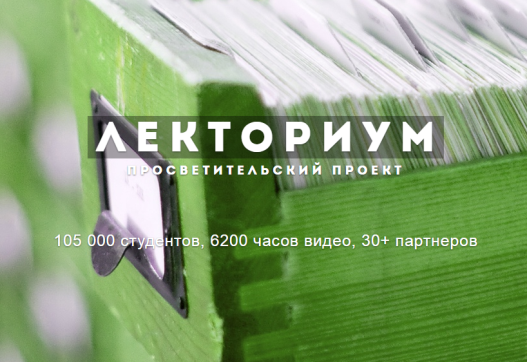 ЛЕКТОРИУМ
ПРОСВЕТИТЕЛЬСКИЙ ПРОЕКТ
105 000 студентов, 6200 часов видео, 30+ партнеров